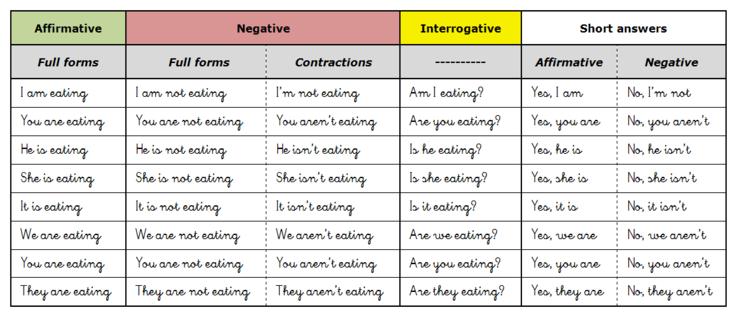 Affirmative Negative Interrogative Short answers
Full forms Full forms Contractions ---------- Affirmative Negative
I am eating I am not eating I'm not eating Am I eating? Yes, I am No, I'm not
You are eating You are not eating You aren't eating Are you eating? Yes, you are No, you aren't
He is eating He is not eating He isn't eating Is he eating? Yes, he is No, he isn't
She is eating She is not eating She isn't eating Is she eating? Yes, she is No, she isn't
It is eating It is not eating It isn't eating Is it eating? Yes, it is No, it isn't
We are eating We are not eating We aren't eating Are we eating? Yes, we are No, we aren't
You are eating You are not eating You aren't eating Are you eating? Yes, you are No, you aren't
They are eating They are not eating They aren't eating Are they eating? Yes, they are No, they aren't